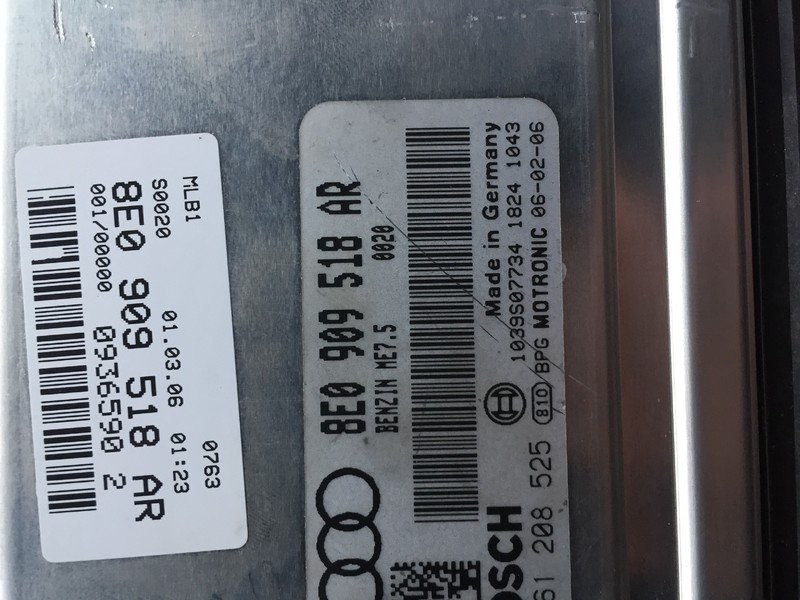 MLB1 01.03.06 01:23 0763
S0020
8E0 909 518 AR
001/00000 0936590 2
8E0 909 518 AR
BENZIN ME7.5 0020
Made in Germany
1039S07734 1824 1043
810 BPG MOTRONIC 06-02-06
OSCH
61 208 525